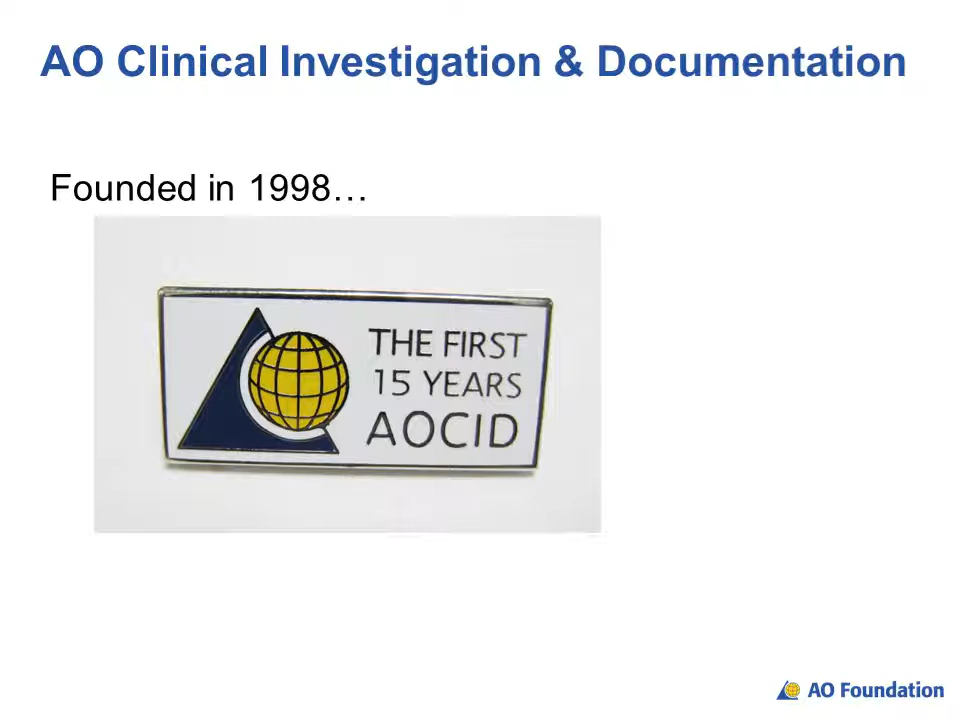 AO Clinical Investigation & Documentation
Founded in 1998…
THE FIRST
15 YEARS
AOCID
AO Foundation